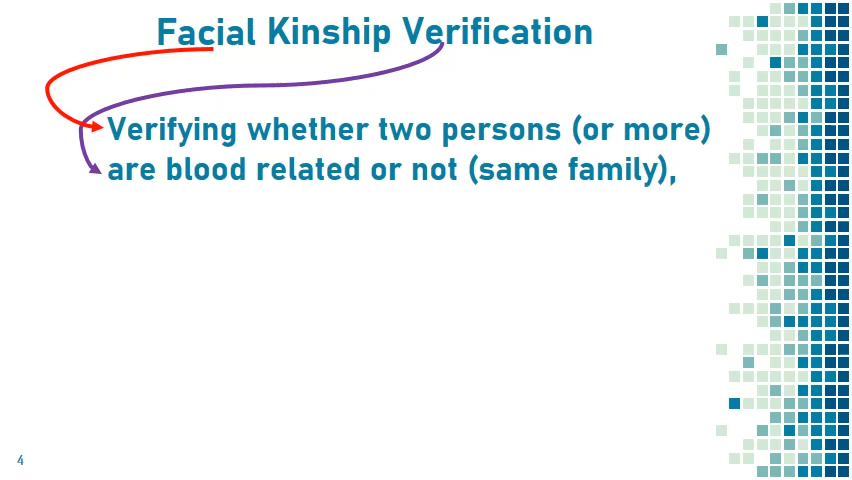 Facial Kinship Verification
Verifying whether two persons (or more)
are blood related or not (same family),
4